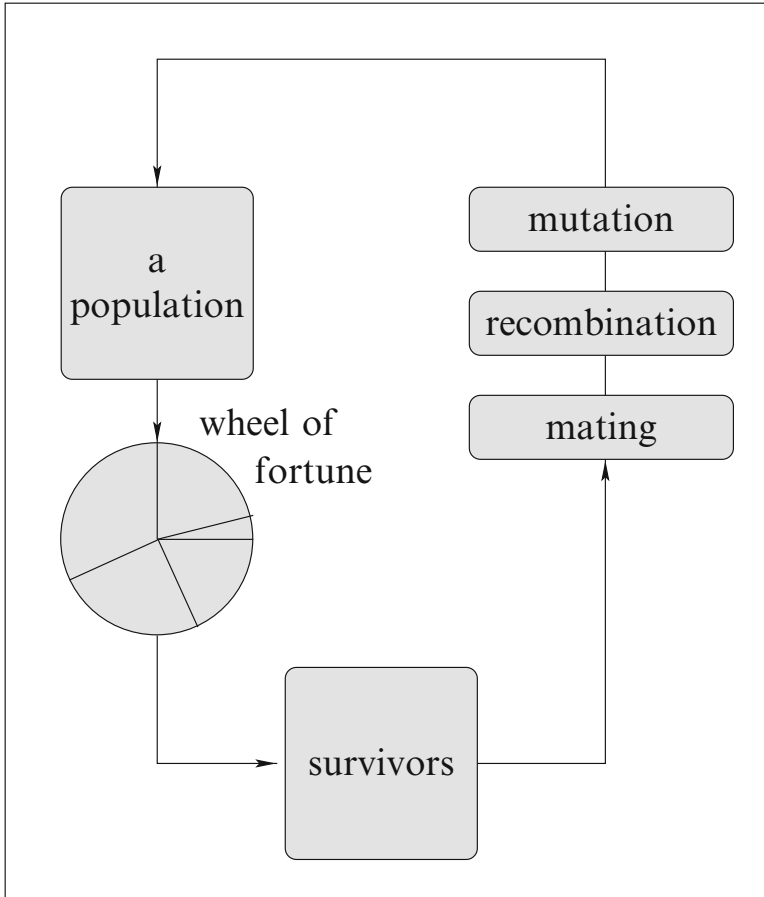 a
population
wheel of
fortune
survivors
mutation
recombination
mating